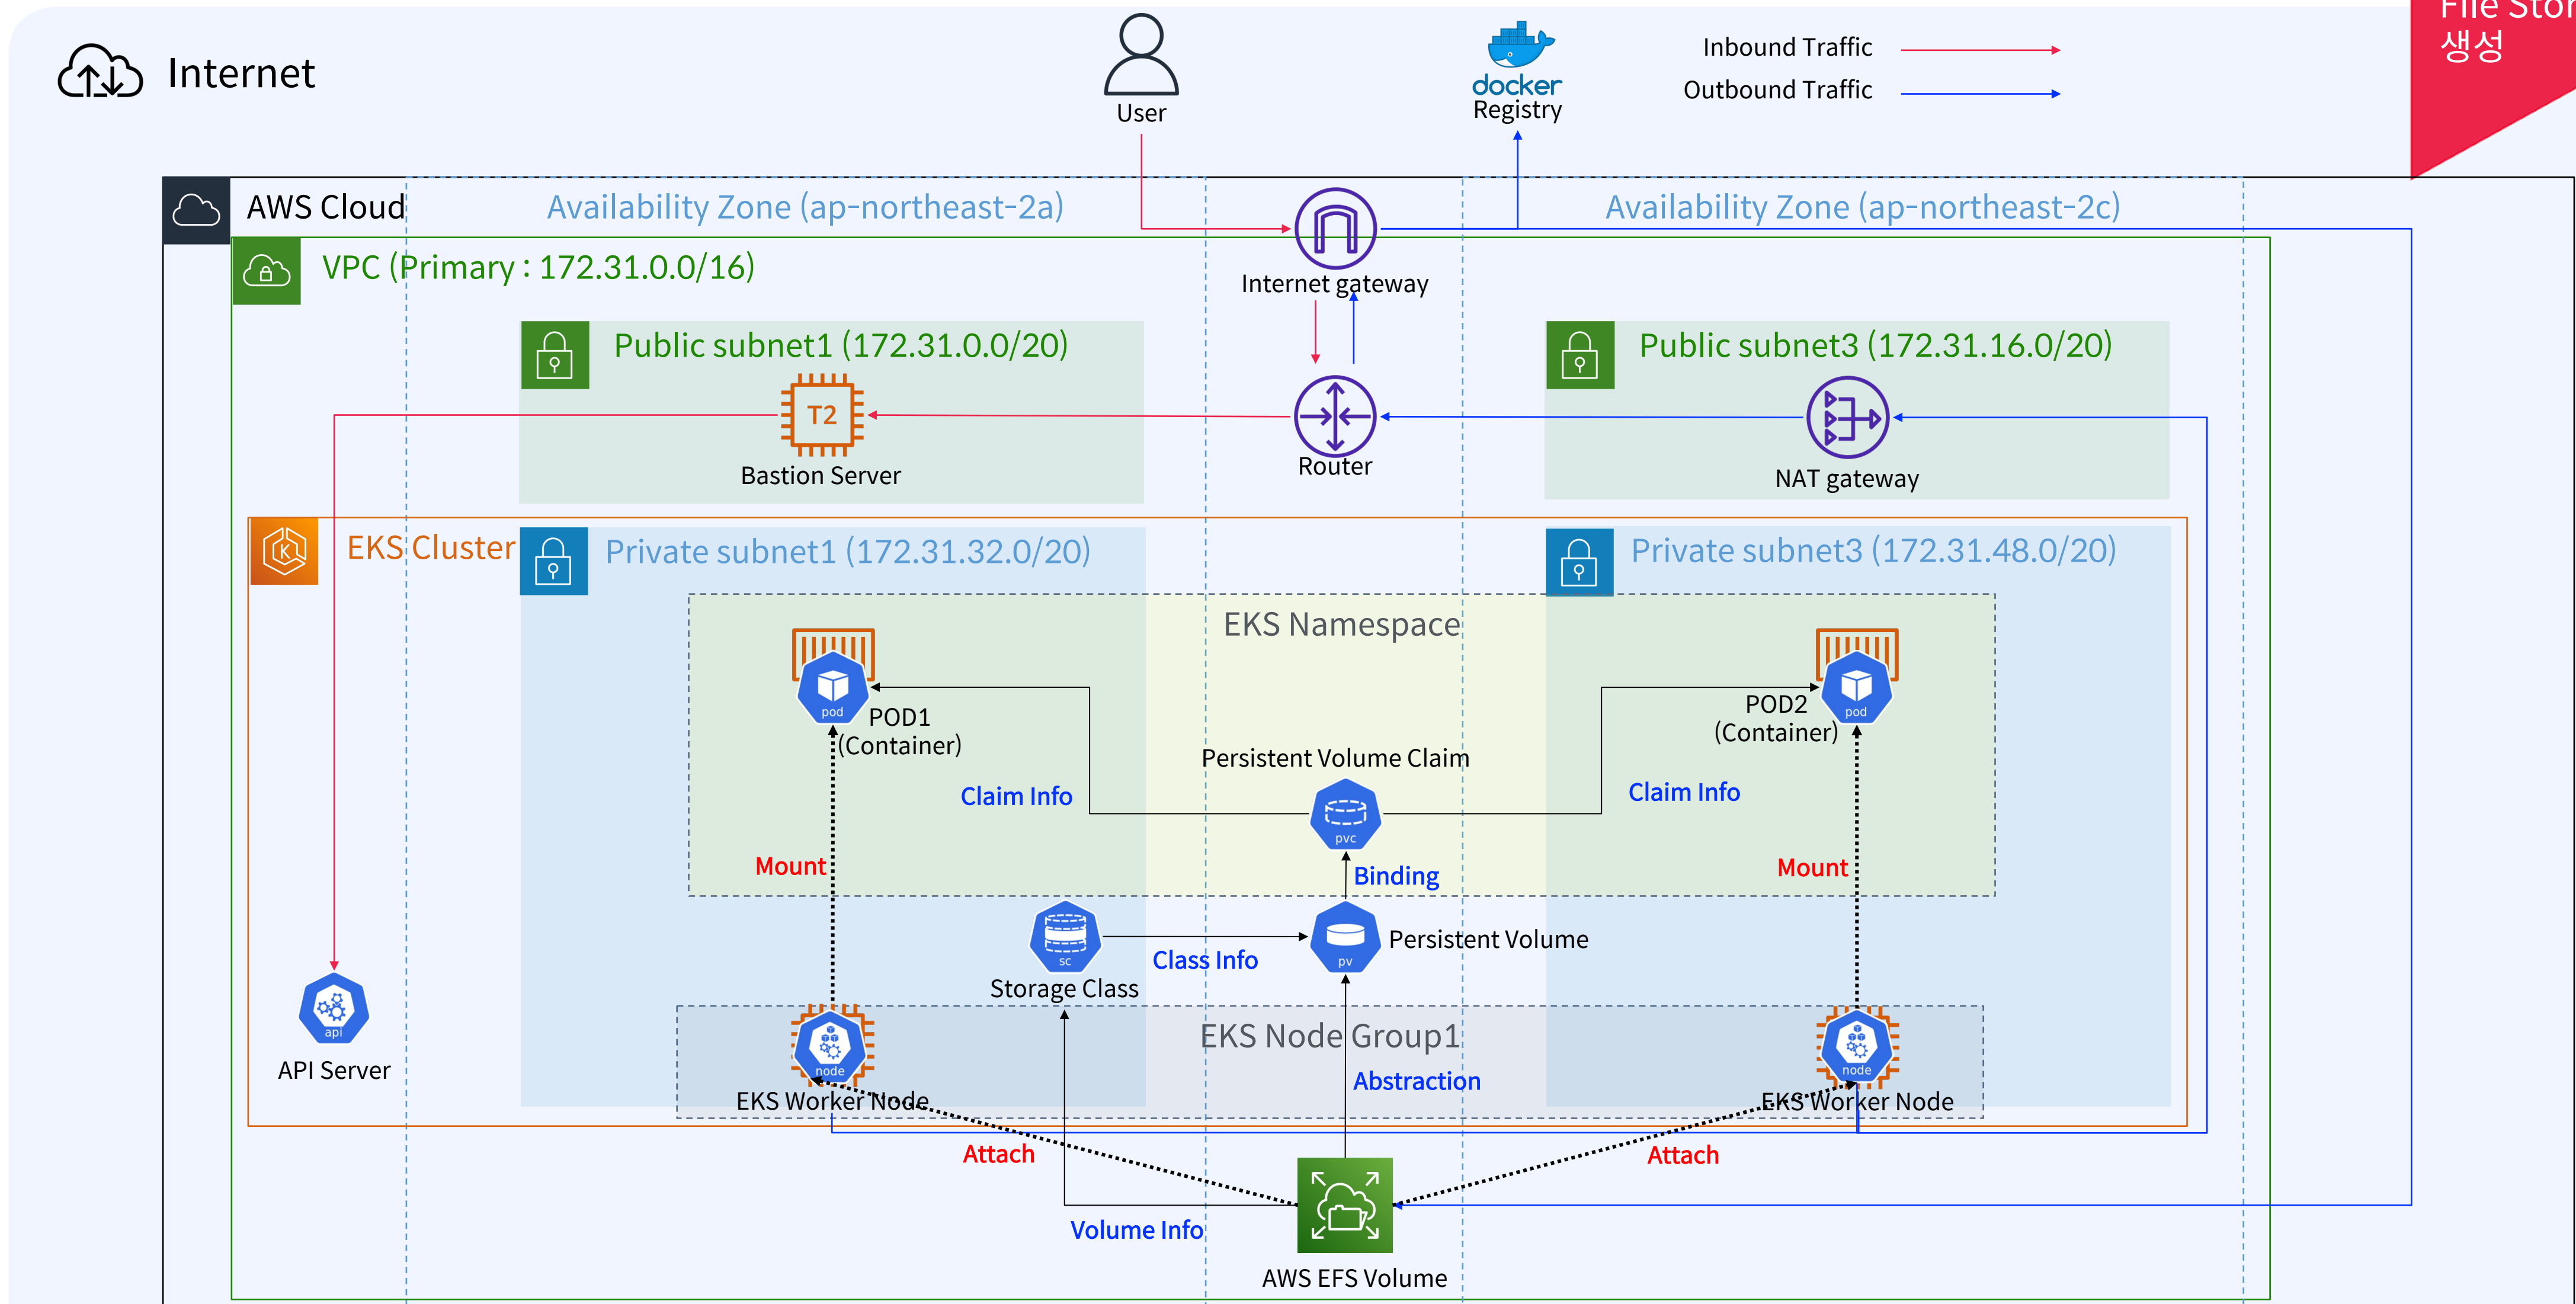 File Stor
생성
Internet
User
docker
Registry
Inbound Traffic
Outbound Traffic
AWS Cloud
Availability Zone (ap-northeast-2a)
Availability Zone (ap-northeast-2c)
VPC (Primary : 172.31.0.0/16)
Internet gateway
Public subnet1 (172.31.0.0/20)
Public subnet3 (172.31.16.0/20)
T2
Bastion Server
Router
NAT gateway
EKS Cluster
Private subnet1 (172.31.32.0/20)
Private subnet3 (172.31.48.0/20)
EKS Namespace
pod
POD1
(Container)
pod
POD2
(Container)
Persistent Volume Claim
Claim Info
Claim Info
pvc
Mount
Mount
Binding
sc
Storage Class
Class Info
pv
Persistent Volume
api
API Server
EKS Node Group1
node
EKS Worker Node
node
EKS Worker Node
Abstraction
Attach
Attach
Volume Info
AWS EFS Volume